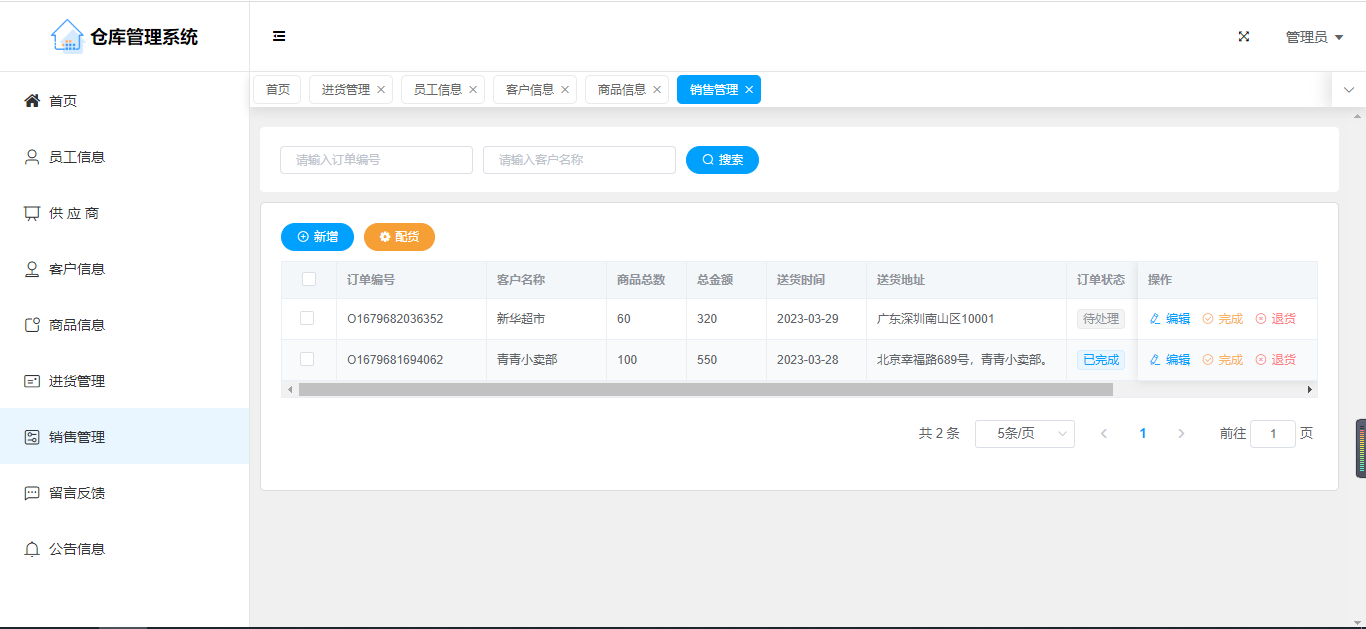 仓库管理系统
管理员
首页
员工信息
供 应 商
客户信息
商品信息
进货管理
销售管理
留言反馈
公告信息
首页 进货管理 员工信息 客户信息 商品信息 销售管理
请输入订单编号 请输入客户名称 搜索
新增 配货
订单编号 客户名称 商品总数 总金额 送货时间 送货地址 订单状态 操作
O1679682036352 新华超市 60 320 2023-03-29 广东深圳南山区10001 待处理 编辑 完成 退货
O1679681694062 青青小卖部 100 550 2023-03-28 北京幸福路689号，青青小卖部。 已完成 编辑 完成 退货
共 2 条 5条/页 1 前往 1 页